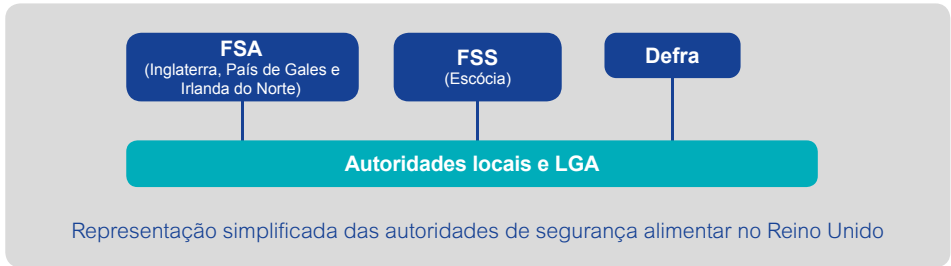 FSA
(Inglaterra, País de Gales e
Irlanda do Norte)
FSS
(Escócia)
Defra
Autoridades locais e LGA
Representação simplificada das autoridades de segurança alimentar no Reino Unido